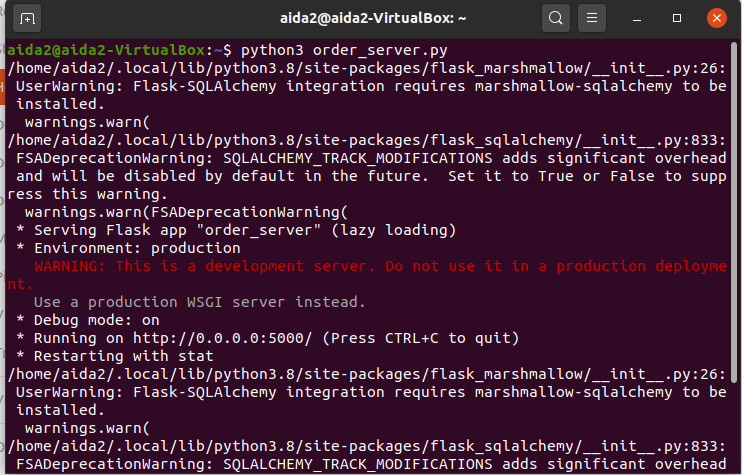 aida2@aida2-VirtualBox: ~
aida2@aida2-VirtualBox:~$ python3 order_server.py
/home/aida2/.local/lib/python3.8/site-packages/flask_marshmallow/__init__.py:26:
 UserWarning: Flask-SQLAlchemy integration requires marshmallow-sqlalchemy to be
 installed.
  warnings.warn(
/home/aida2/.local/lib/python3.8/site-packages/flask_sqlalchemy/__init__.py:833:
 FSADeprecationWarning: SQLALCHEMY_TRACK_MODIFICATIONS adds significant overhead
 and will be disabled by default in the future.  Set it to True or False to supp
ress this warning.
  warnings.warn(FSADeprecationWarning(
 * Serving Flask app "order_server" (lazy loading)
 * Environment: production
   WARNING: This is a development server. Do not use it in a production deployme
nt.
   Use a production WSGI server instead.
 * Debug mode: on
 * Running on http://0.0.0.0:5000/ (Press CTRL+C to quit)
 * Restarting with stat
/home/aida2/.local/lib/python3.8/site-packages/flask_marshmallow/__init__.py:26:
 UserWarning: Flask-SQLAlchemy integration requires marshmallow-sqlalchemy to be
 installed.
  warnings.warn(
/home/aida2/.local/lib/python3.8/site-packages/flask_sqlalchemy/__init__.py:833:
 FSADeprecationWarning: SQLALCHEMY_TRACK_MODIFICATIONS adds significant overhead